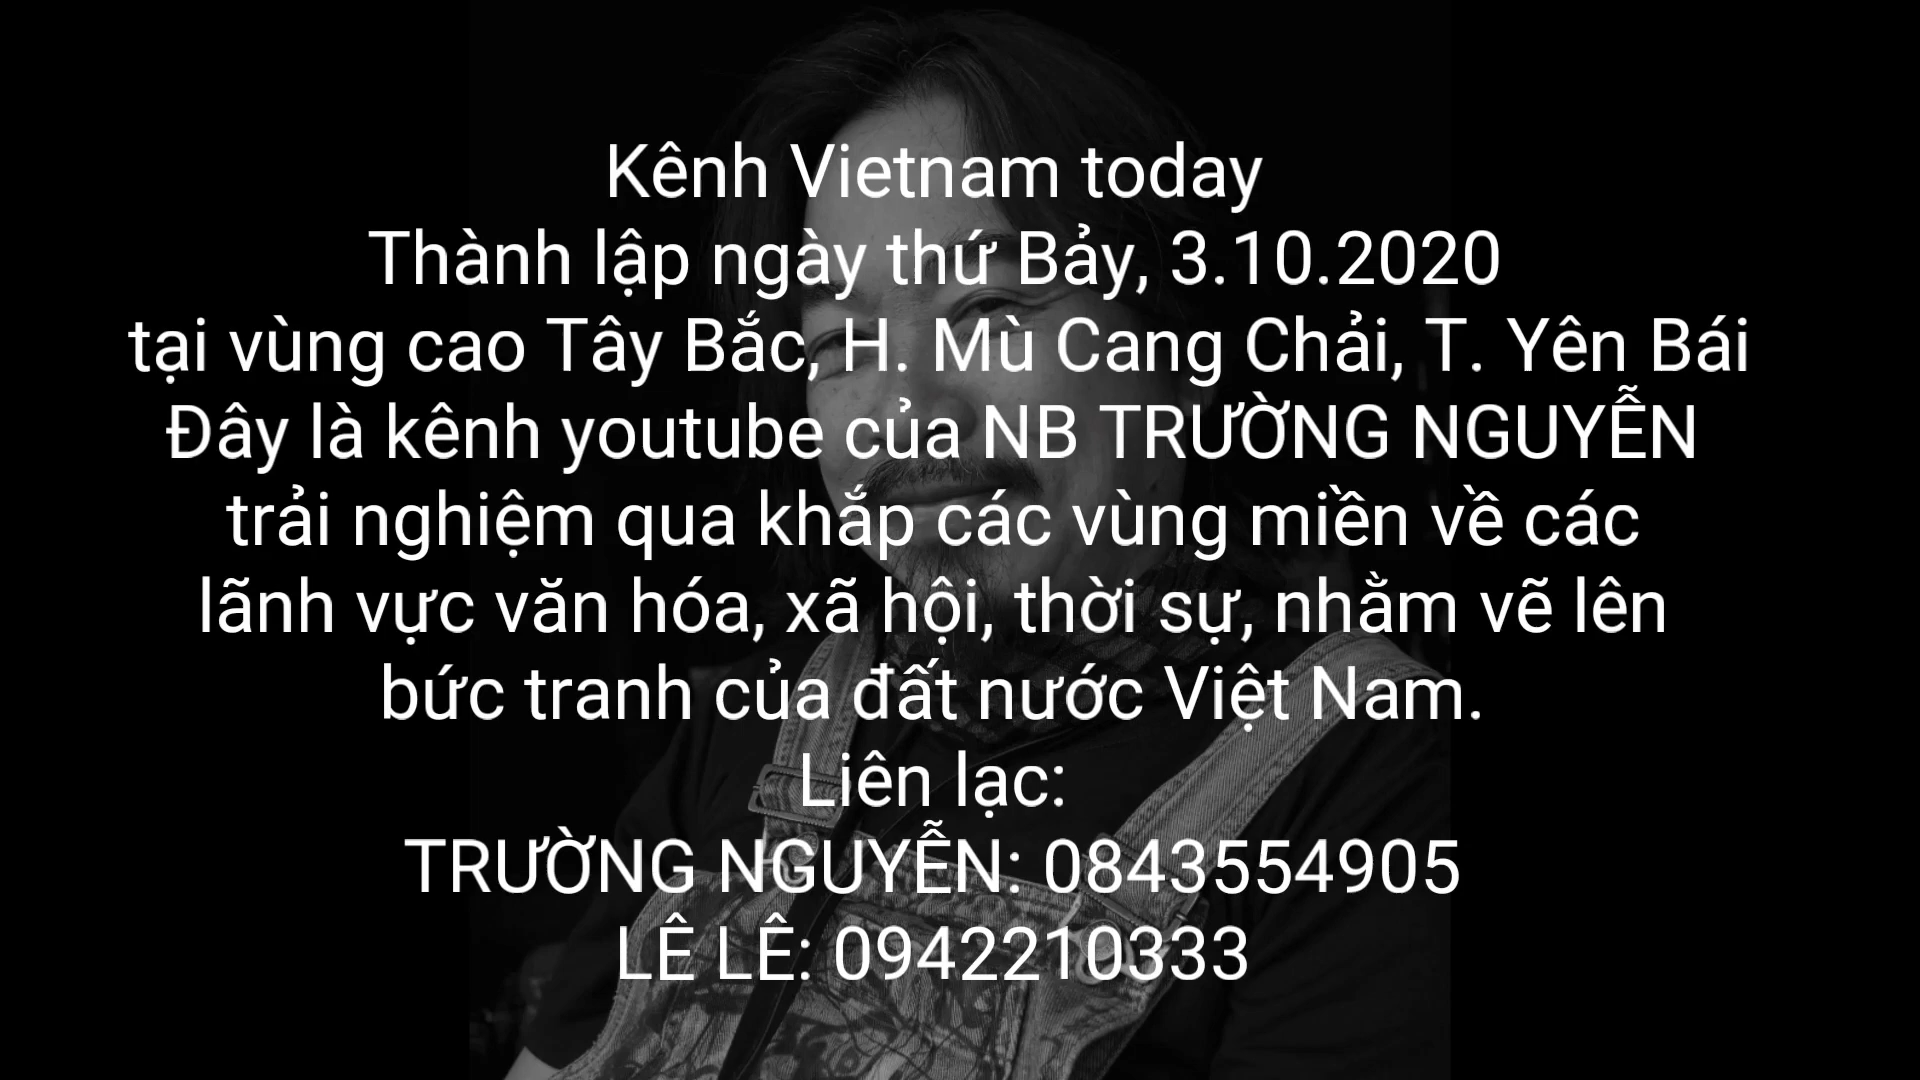 Kênh Vietnam today
Thành lập ngày thứ Bảy, 3.10.2020
tại vùng cao Tây Bắc, H. Mù Cang Chải, T. Yên Bái
Đây là kênh youtube của NB TRƯỜNG NGUYỄN
trải nghiệm qua khắp các vùng miền về các
lãnh vực văn hóa, xã hội, thời sự, nhằm vẽ lên
bức tranh của đất nước Việt Nam.
Liên lạc:
TRƯỜNG NGUYỄN: 0843554905
LÊ LÊ: 0942210333